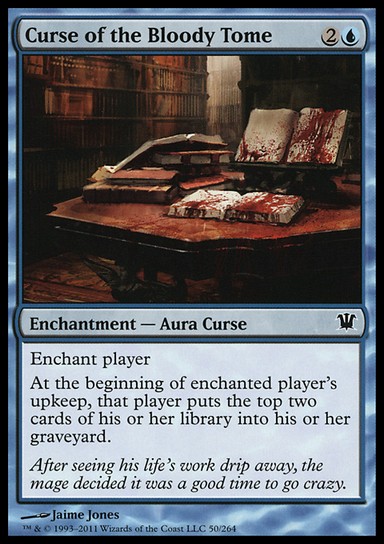 Curse of the Bloody Tome 2
Enchantment — Aura Curse
Enchant player
At the beginning of enchanted player's
upkeep, that player puts the top two
cards of his or her library into his or her
graveyard.
After seeing his life's work drip away, the
mage decided it was a good time to go crazy.
Jaime Jones
™ & © 1993–2011 Wizards of the Coast LLC 50/264